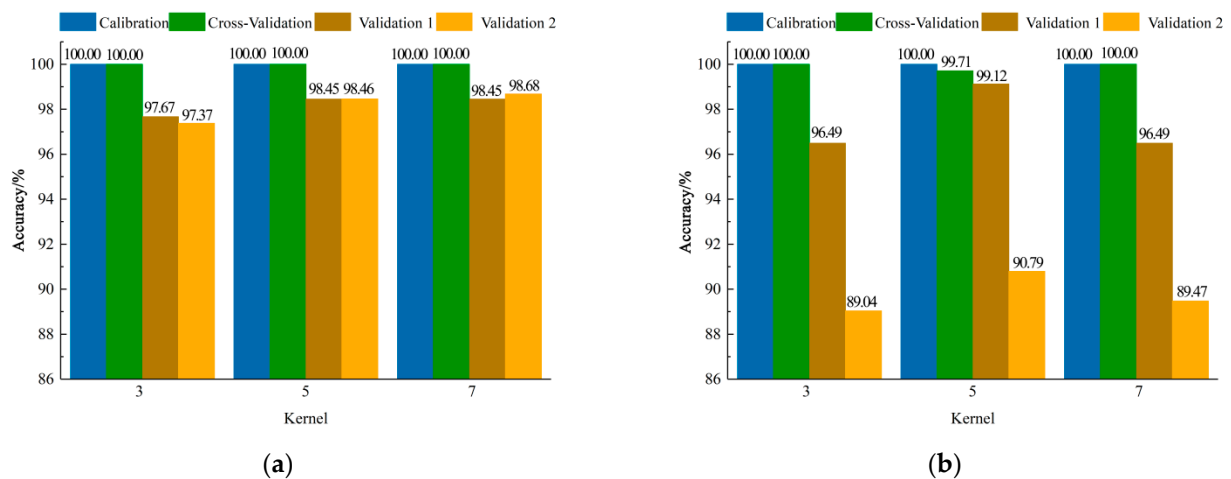 Calibration Cross-Validation Validation 1 Validation 2
100.00 100.00 97.67 97.37 100.00 100.00 98.45 98.46 100.00 100.00 98.45 98.68
100
98
96
94
92
90
88
86
Accuracy/%
3 5 7
Kernel
(a)
Calibration Cross-Validation Validation 1 Validation 2
100.00 100.00 96.49 89.04 100.00 99.71 99.12 90.79 100.00 100.00 96.49 89.47
100
98
96
94
92
90
88
86
Accuracy/%
3 5 7
Kernel
(b)